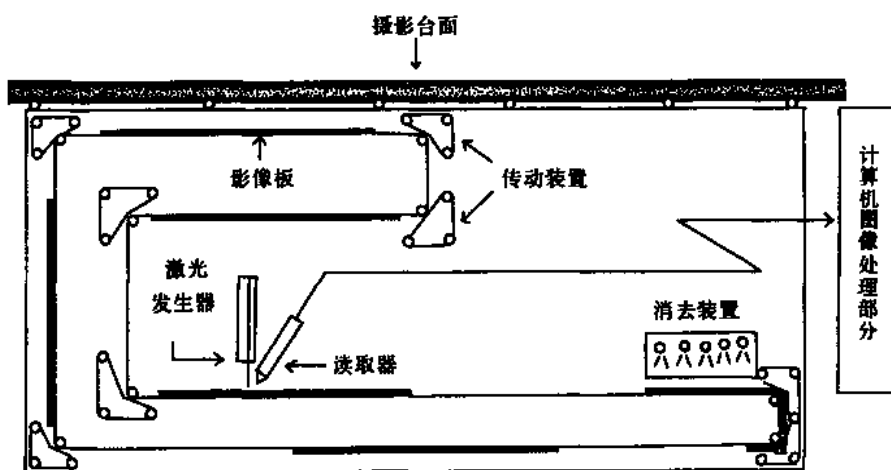 摄影台面
影像板
传动装置
激光
发生器
读取器
消去装置
计算机图像处理部分